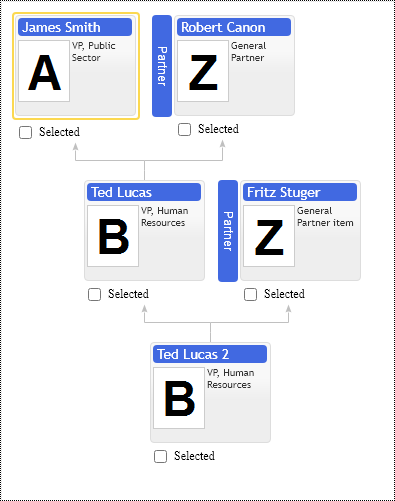 James Smith
A
VP, Public
Sector
Selected
Partner
Robert Canon
Z
General
Partner
Selected
Ted Lucas
B
VP, Human
Resources
Selected
Partner
Fritz Stuger
Z
General
Partner item
Selected
Ted Lucas 2
B
VP, Human
Resources
Selected